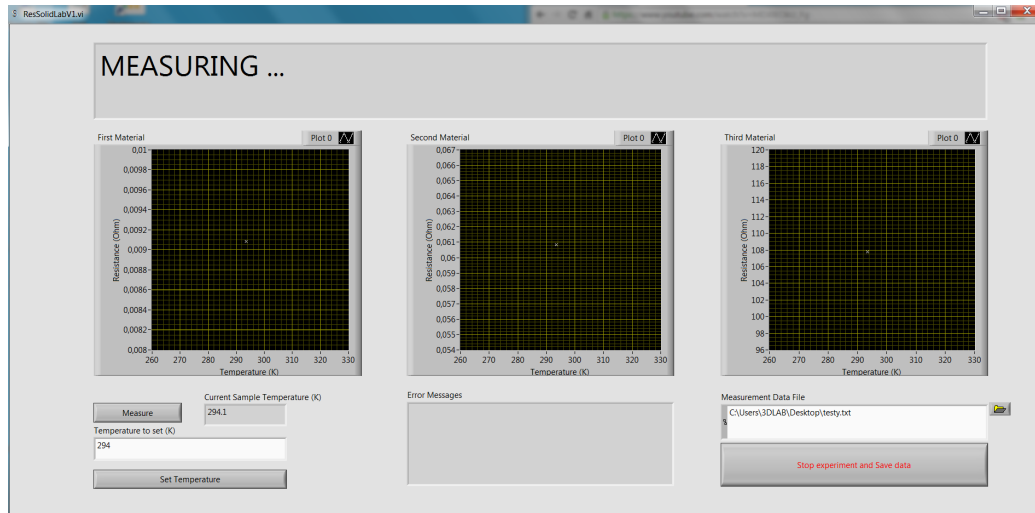 ResSolidLabV1.vi
MEASURING ...
First Material
Plot 0
0,01
0,0098
0,0096
0,0094
0,0092
0,009
0,0088
0,0086
0,0084
0,0082
0,008
Resistance (Ohm)
260 270 280 290 300 310 320 330
Temperature (K)
Second Material
Plot 0
0,067
0,066
0,065
0,064
0,063
0,062
0,061
0,06
0,059
0,058
0,057
0,056
0,055
0,054
Resistance (Ohm)
260 270 280 290 300 310 320 330
Temperature (K)
Third Material
Plot 0
120
118
116
114
112
110
108
106
104
102
100
98
96
Resistance (Ohm)
260 270 280 290 300 310 320 330
Temperature (K)
Measure
Current Sample Temperature (K)
294.1
Temperature to set (K)
294
Set Temperature
Error Messages
Measurement Data File
C:\Users\3DLAB\Desktop\testy.txt
Stop experiment and Save data